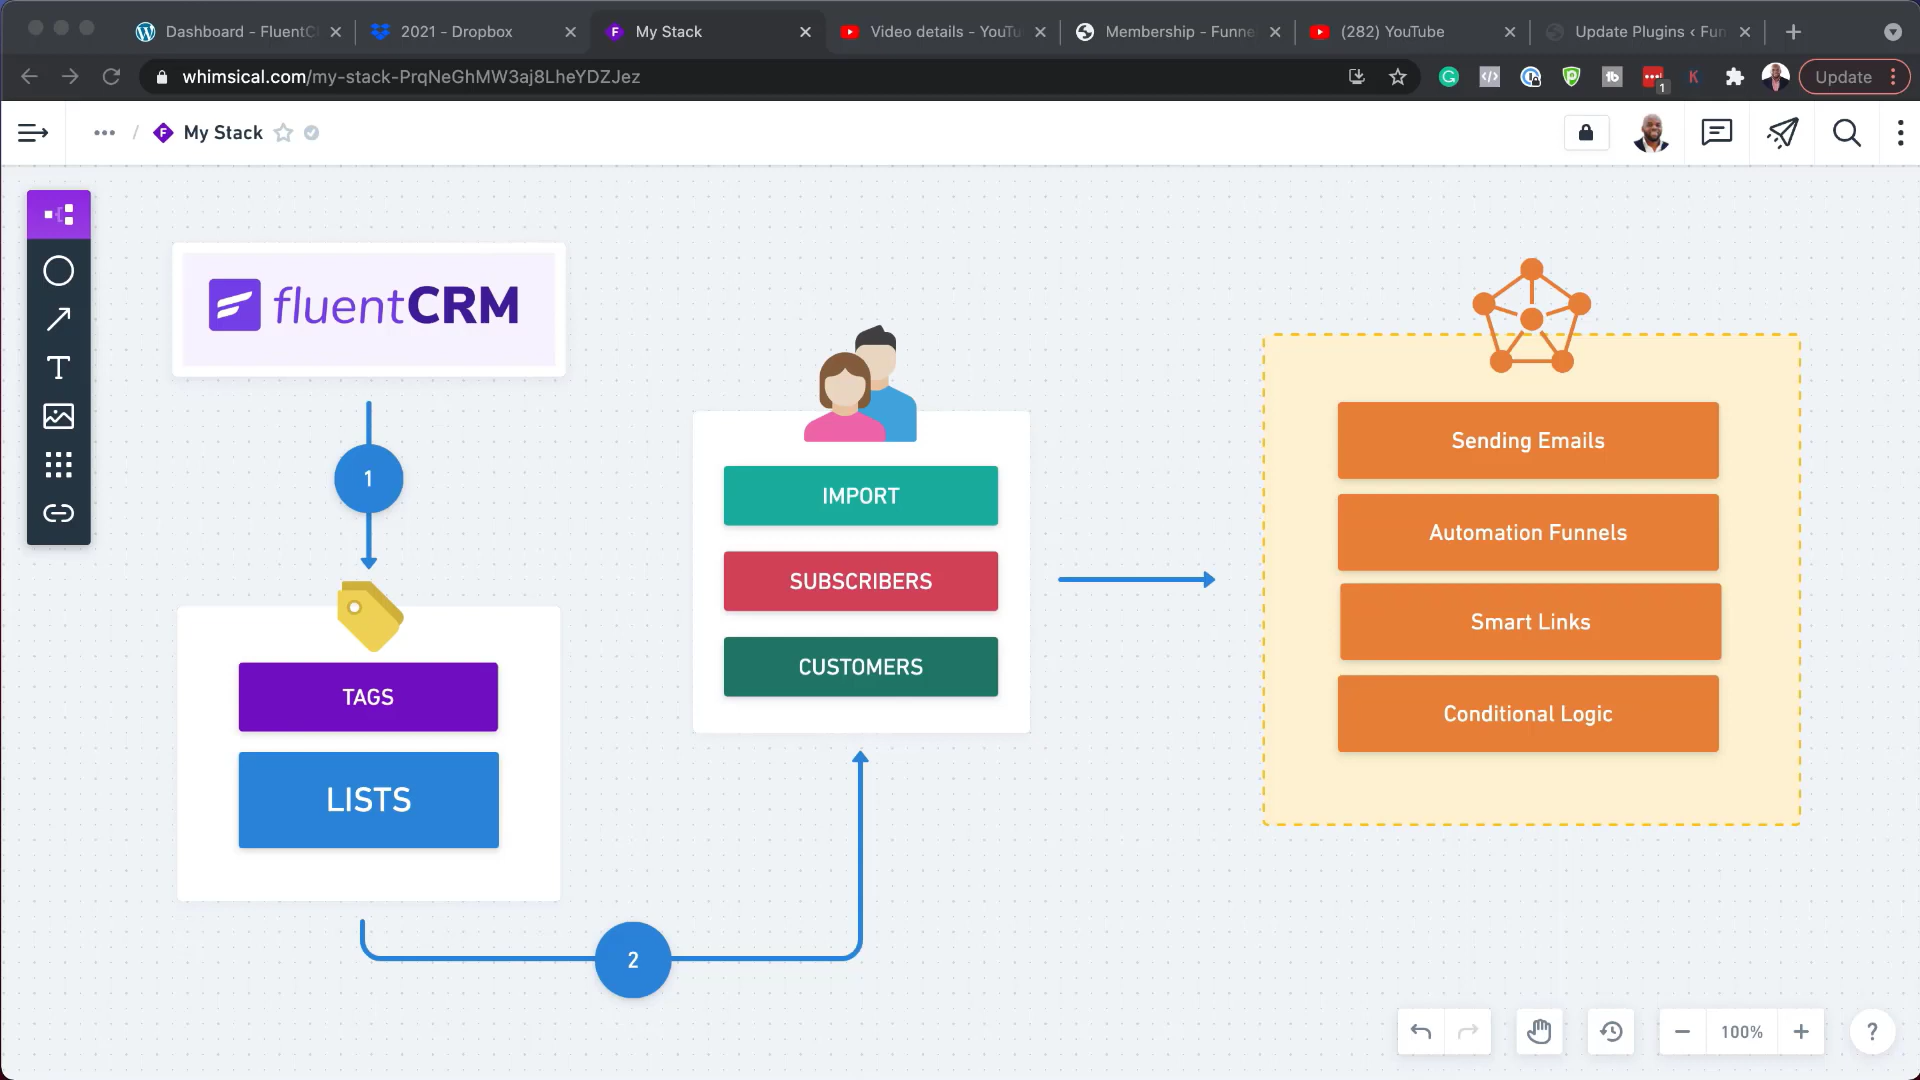 Dashboard - FluentC
2021 - Dropbox
My Stack
Video details - YouTu
Membership - Funne
(282) YouTube
Update Plugins ‹ Fun
whimsical.com/my-stack-PrqNeGhMW3aj8LheYDZJez
1
Update
My Stack
fluentCRM
1
TAGS
LISTS
2
IMPORT
SUBSCRIBERS
CUSTOMERS
Sending Emails
Automation Funnels
Smart Links
Conditional Logic
100%
?